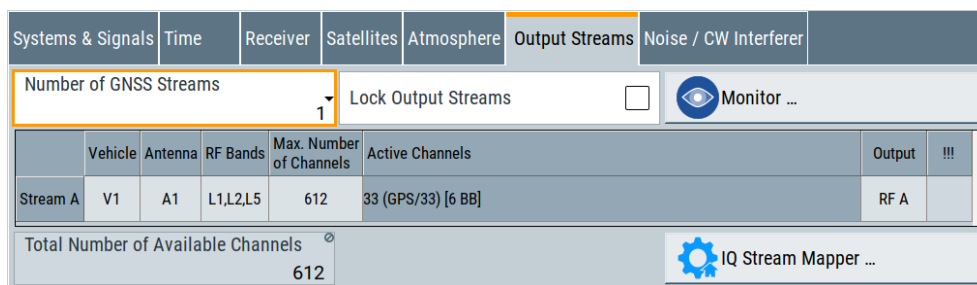 Systems & Signals Time Receiver Satellites Atmosphere Output Streams Noise / CW Interferer
Number of GNSS Streams
1
Lock Output Streams
Monitor ...
Vehicle Antenna RF Bands Max. Number of Channels Active Channels Output !!!
Stream A V1 A1 L1,L2,L5 612 33 (GPS/33) [6 BB] RF A
Total Number of Available Channels
612
IQ Stream Mapper ...